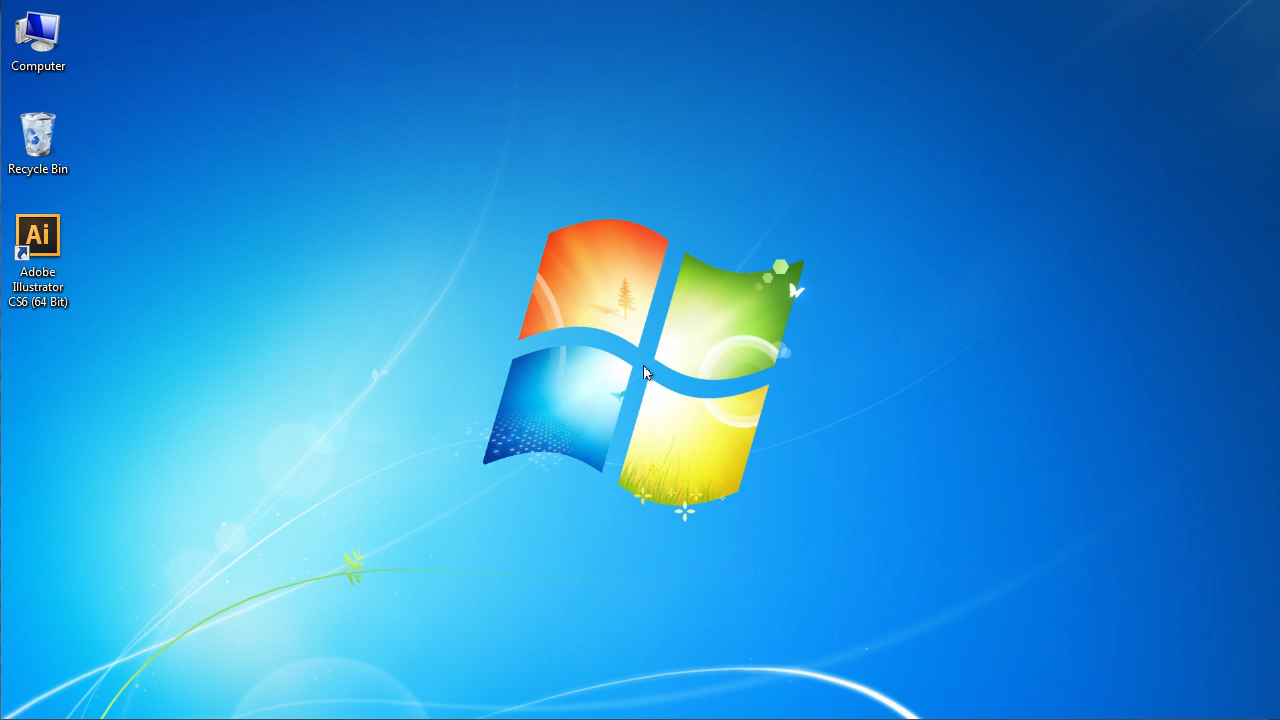 Computer
Recycle Bin
Ai
Adobe
Illustrator
CS6 (64 Bit)